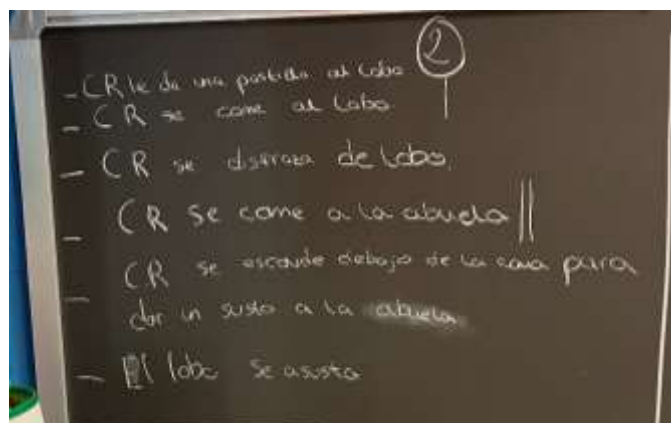 2
- CR le da una pastilla al lobo
- CR se come al lobo.
- CR se disfraza de lobo.
- CR se come a la abuela ||
- CR se esconde debajo de la cama para
dar un susto a la abuela
- El lobo se asusta